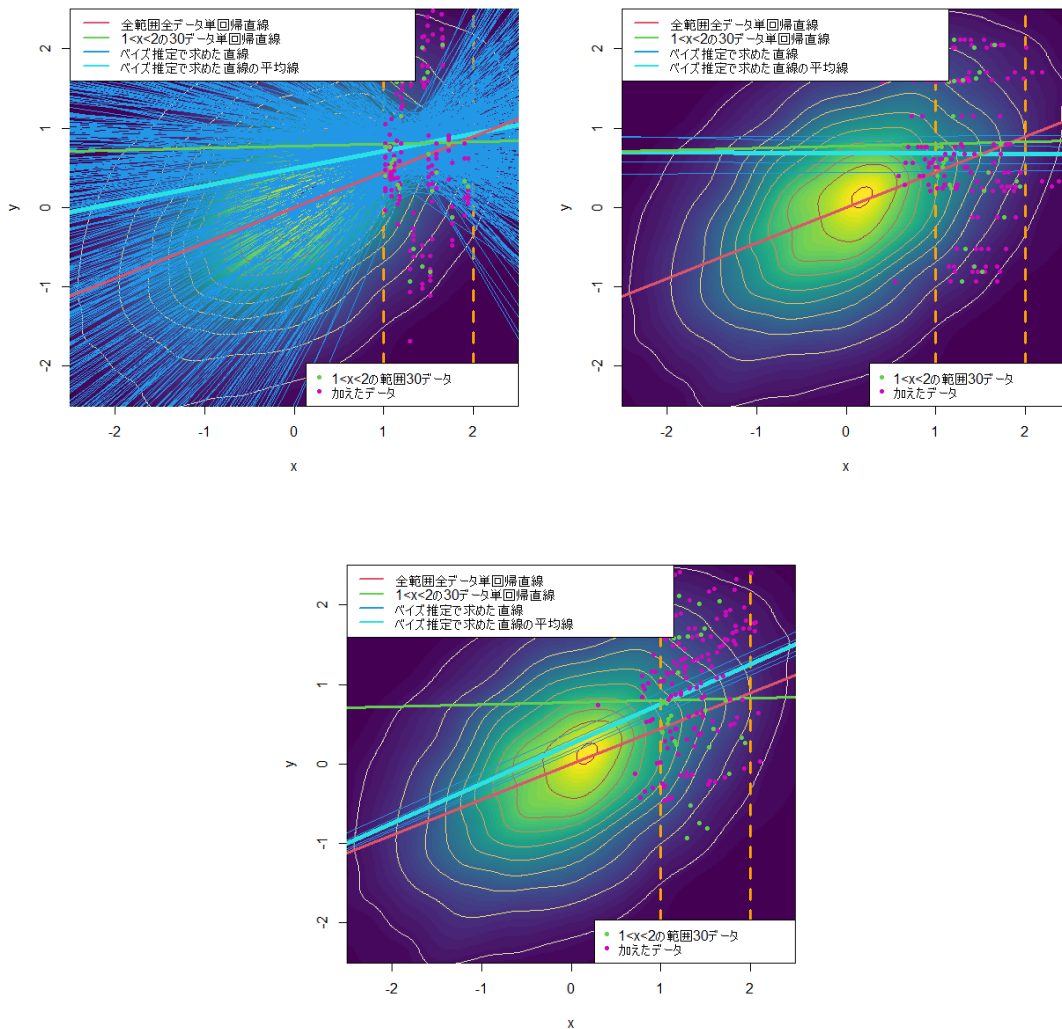 全範囲全データ単回帰直線
1<x<2の30データ単回帰直線
ベイズ推定で求めた直線
ベイズ推定で求めた直線の平均線
2
1
0
-1
-2
y
1<x<2の範囲30データ
加えたデータ
-2 -1 0 1 2
x
全範囲全データ単回帰直線
1<x<2の30データ単回帰直線
ベイズ推定で求めた直線
ベイズ推定で求めた直線の平均線
2
1
0
-1
-2
y
1<x<2の範囲30データ
加えたデータ
-2 -1 0 1 2
x
全範囲全データ単回帰直線
1<x<2の30データ単回帰直線
ベイズ推定で求めた直線
ベイズ推定で求めた直線の平均線
2
1
0
-1
-2
y
1<x<2の範囲30データ
加えたデータ
-2 -1 0 1 2
x